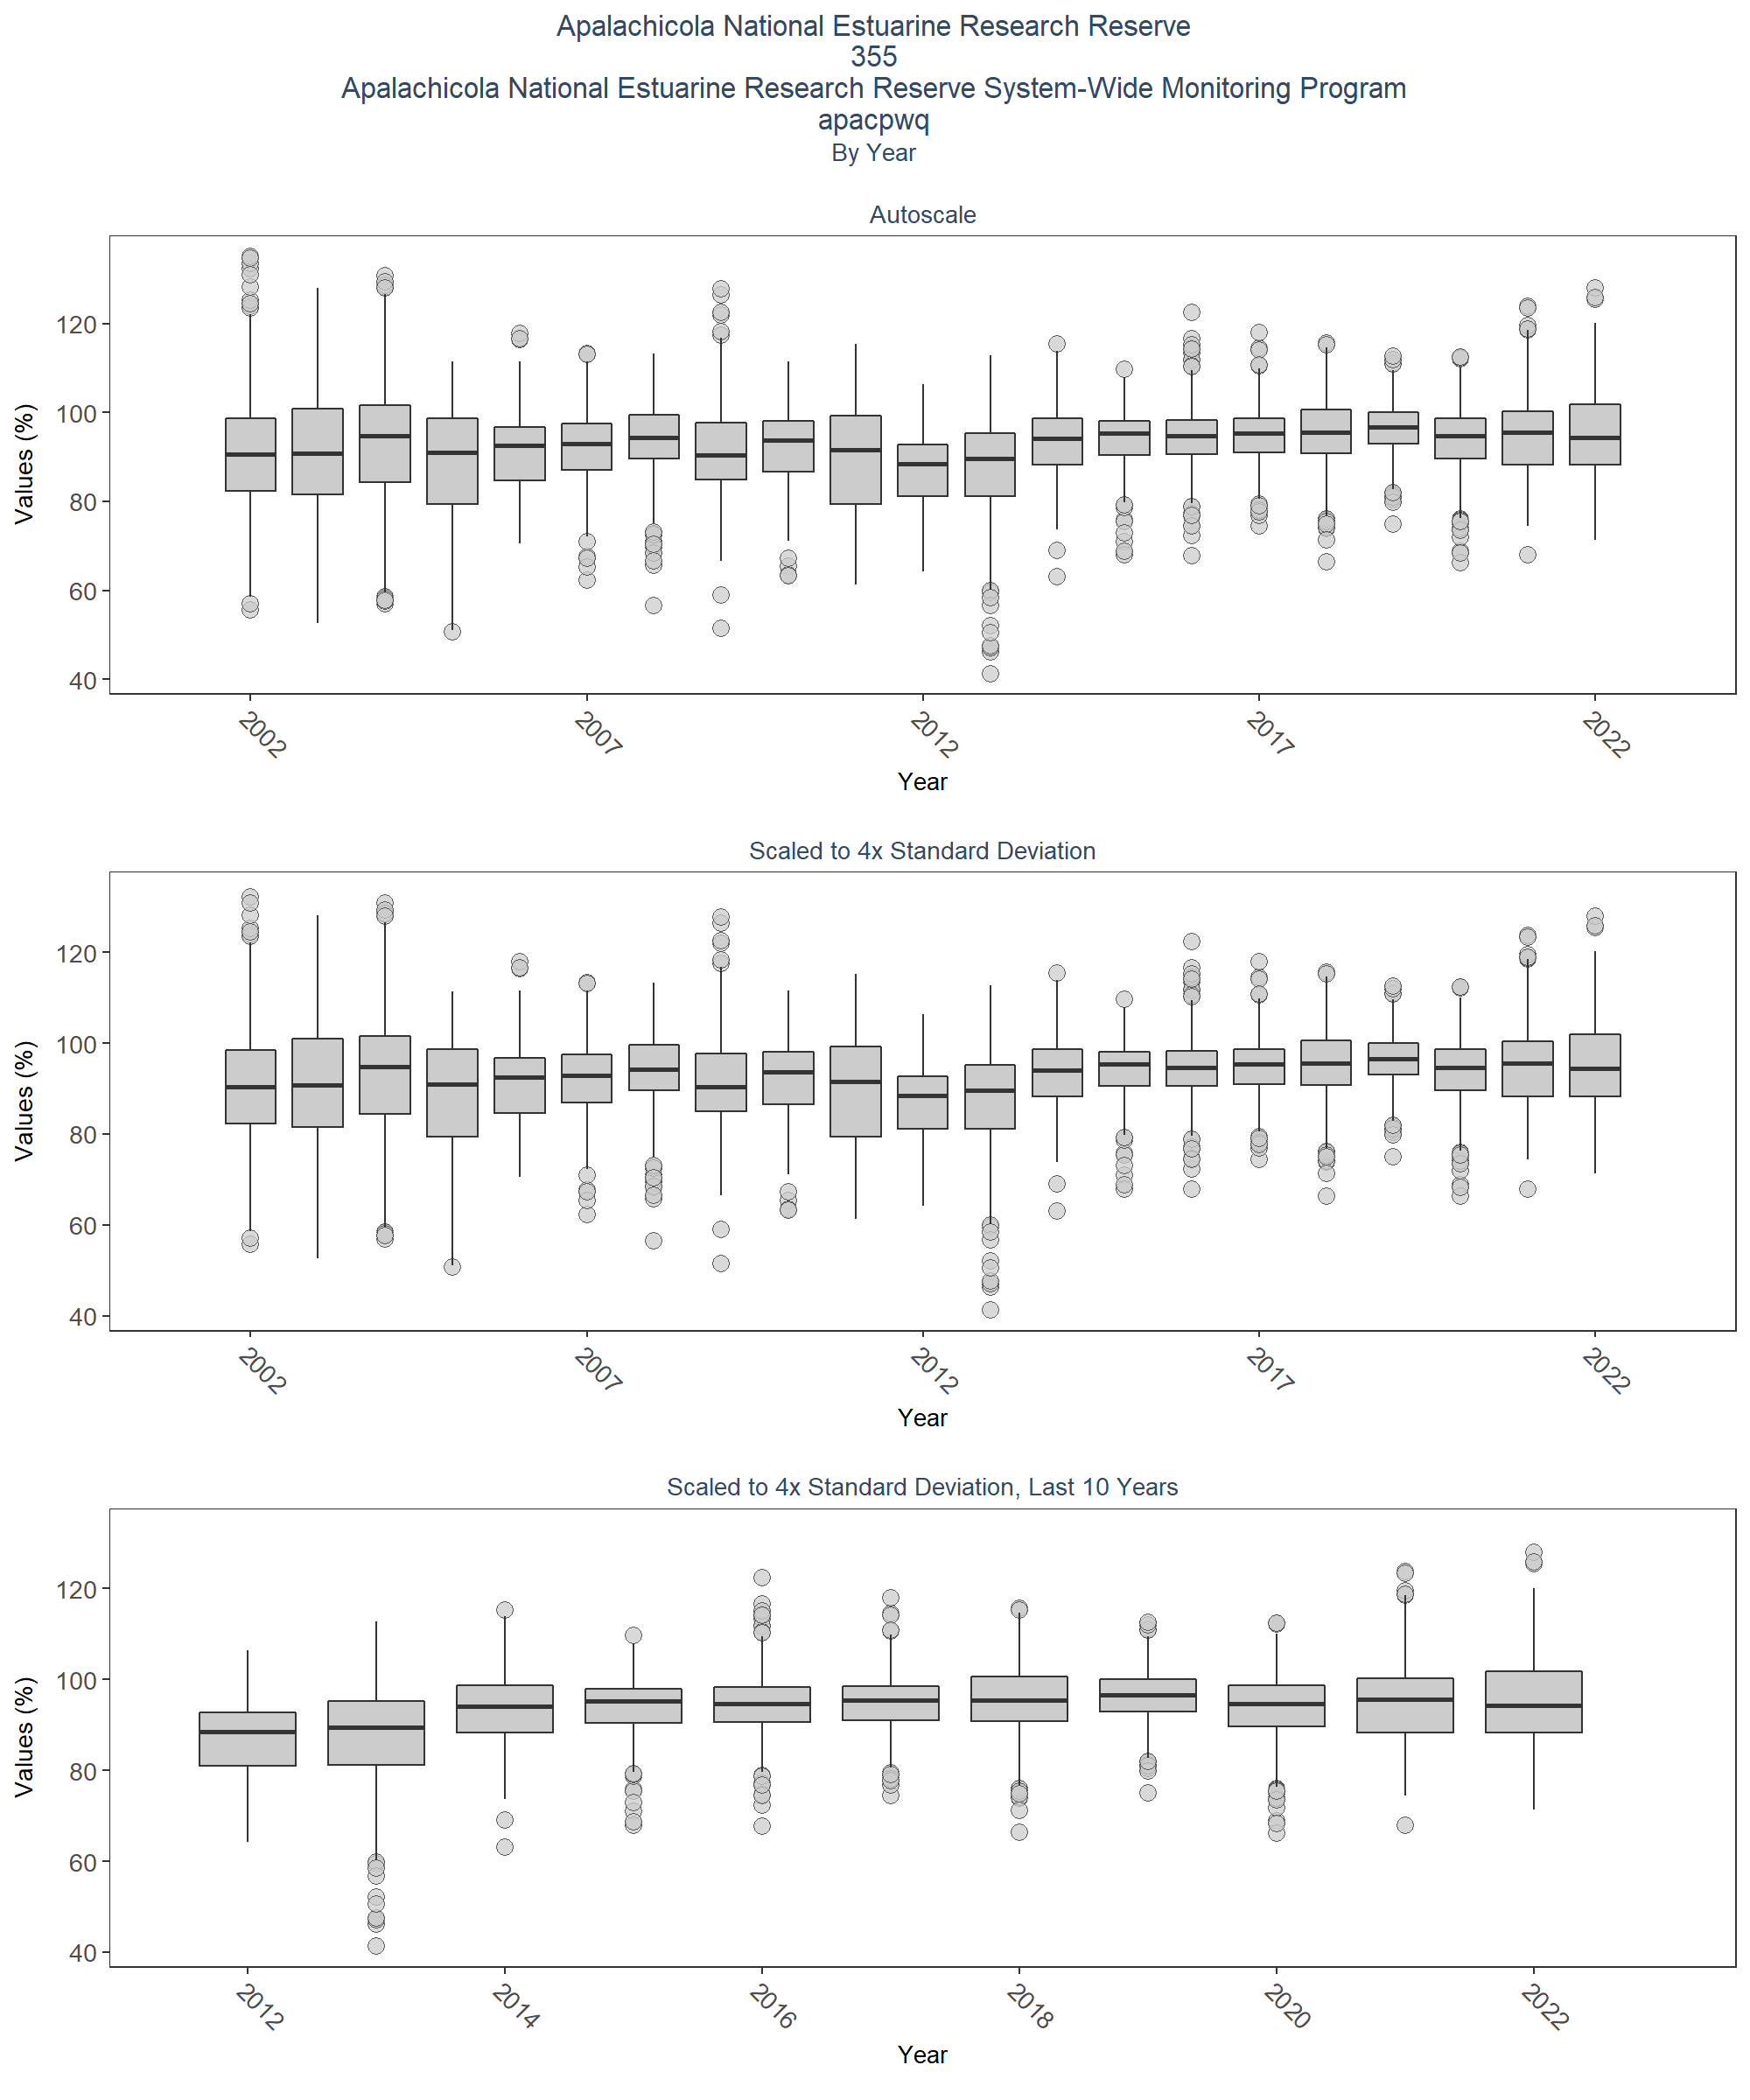 Apalachicola National Estuarine Research Reserve
355
Apalachicola National Estuarine Research Reserve System-Wide Monitoring Program
apacpwq
By Year
Autoscale
Values (%)
120
100
80
60
40
2002
2007
2012
2017
2022
Year
Scaled to 4x Standard Deviation
Values (%)
120
100
80
60
40
2002
2007
2012
2017
2022
Year
Scaled to 4x Standard Deviation, Last 10 Years
Values (%)
120
100
80
60
40
2012
2014
2016
2018
2020
2022
Year